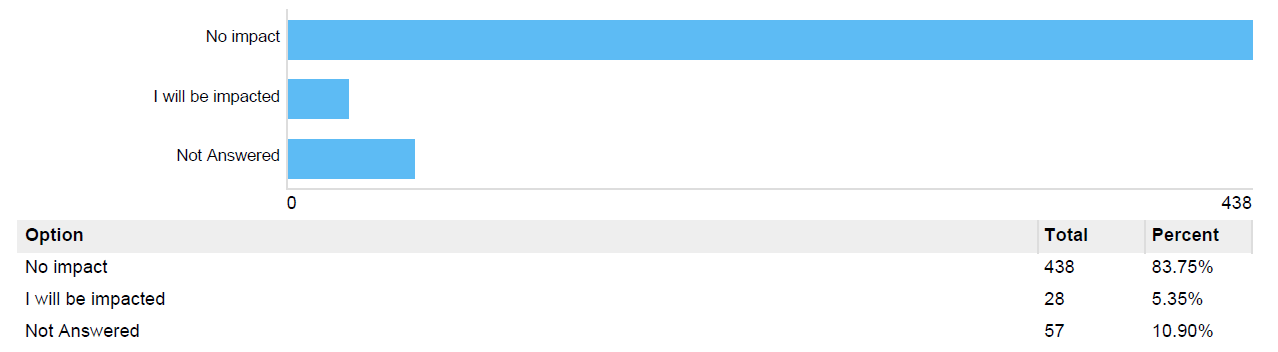 No impact
I will be impacted
Not Answered
0 438
Option Total Percent
No impact 438 83.75%
I will be impacted 28 5.35%
Not Answered 57 10.90%